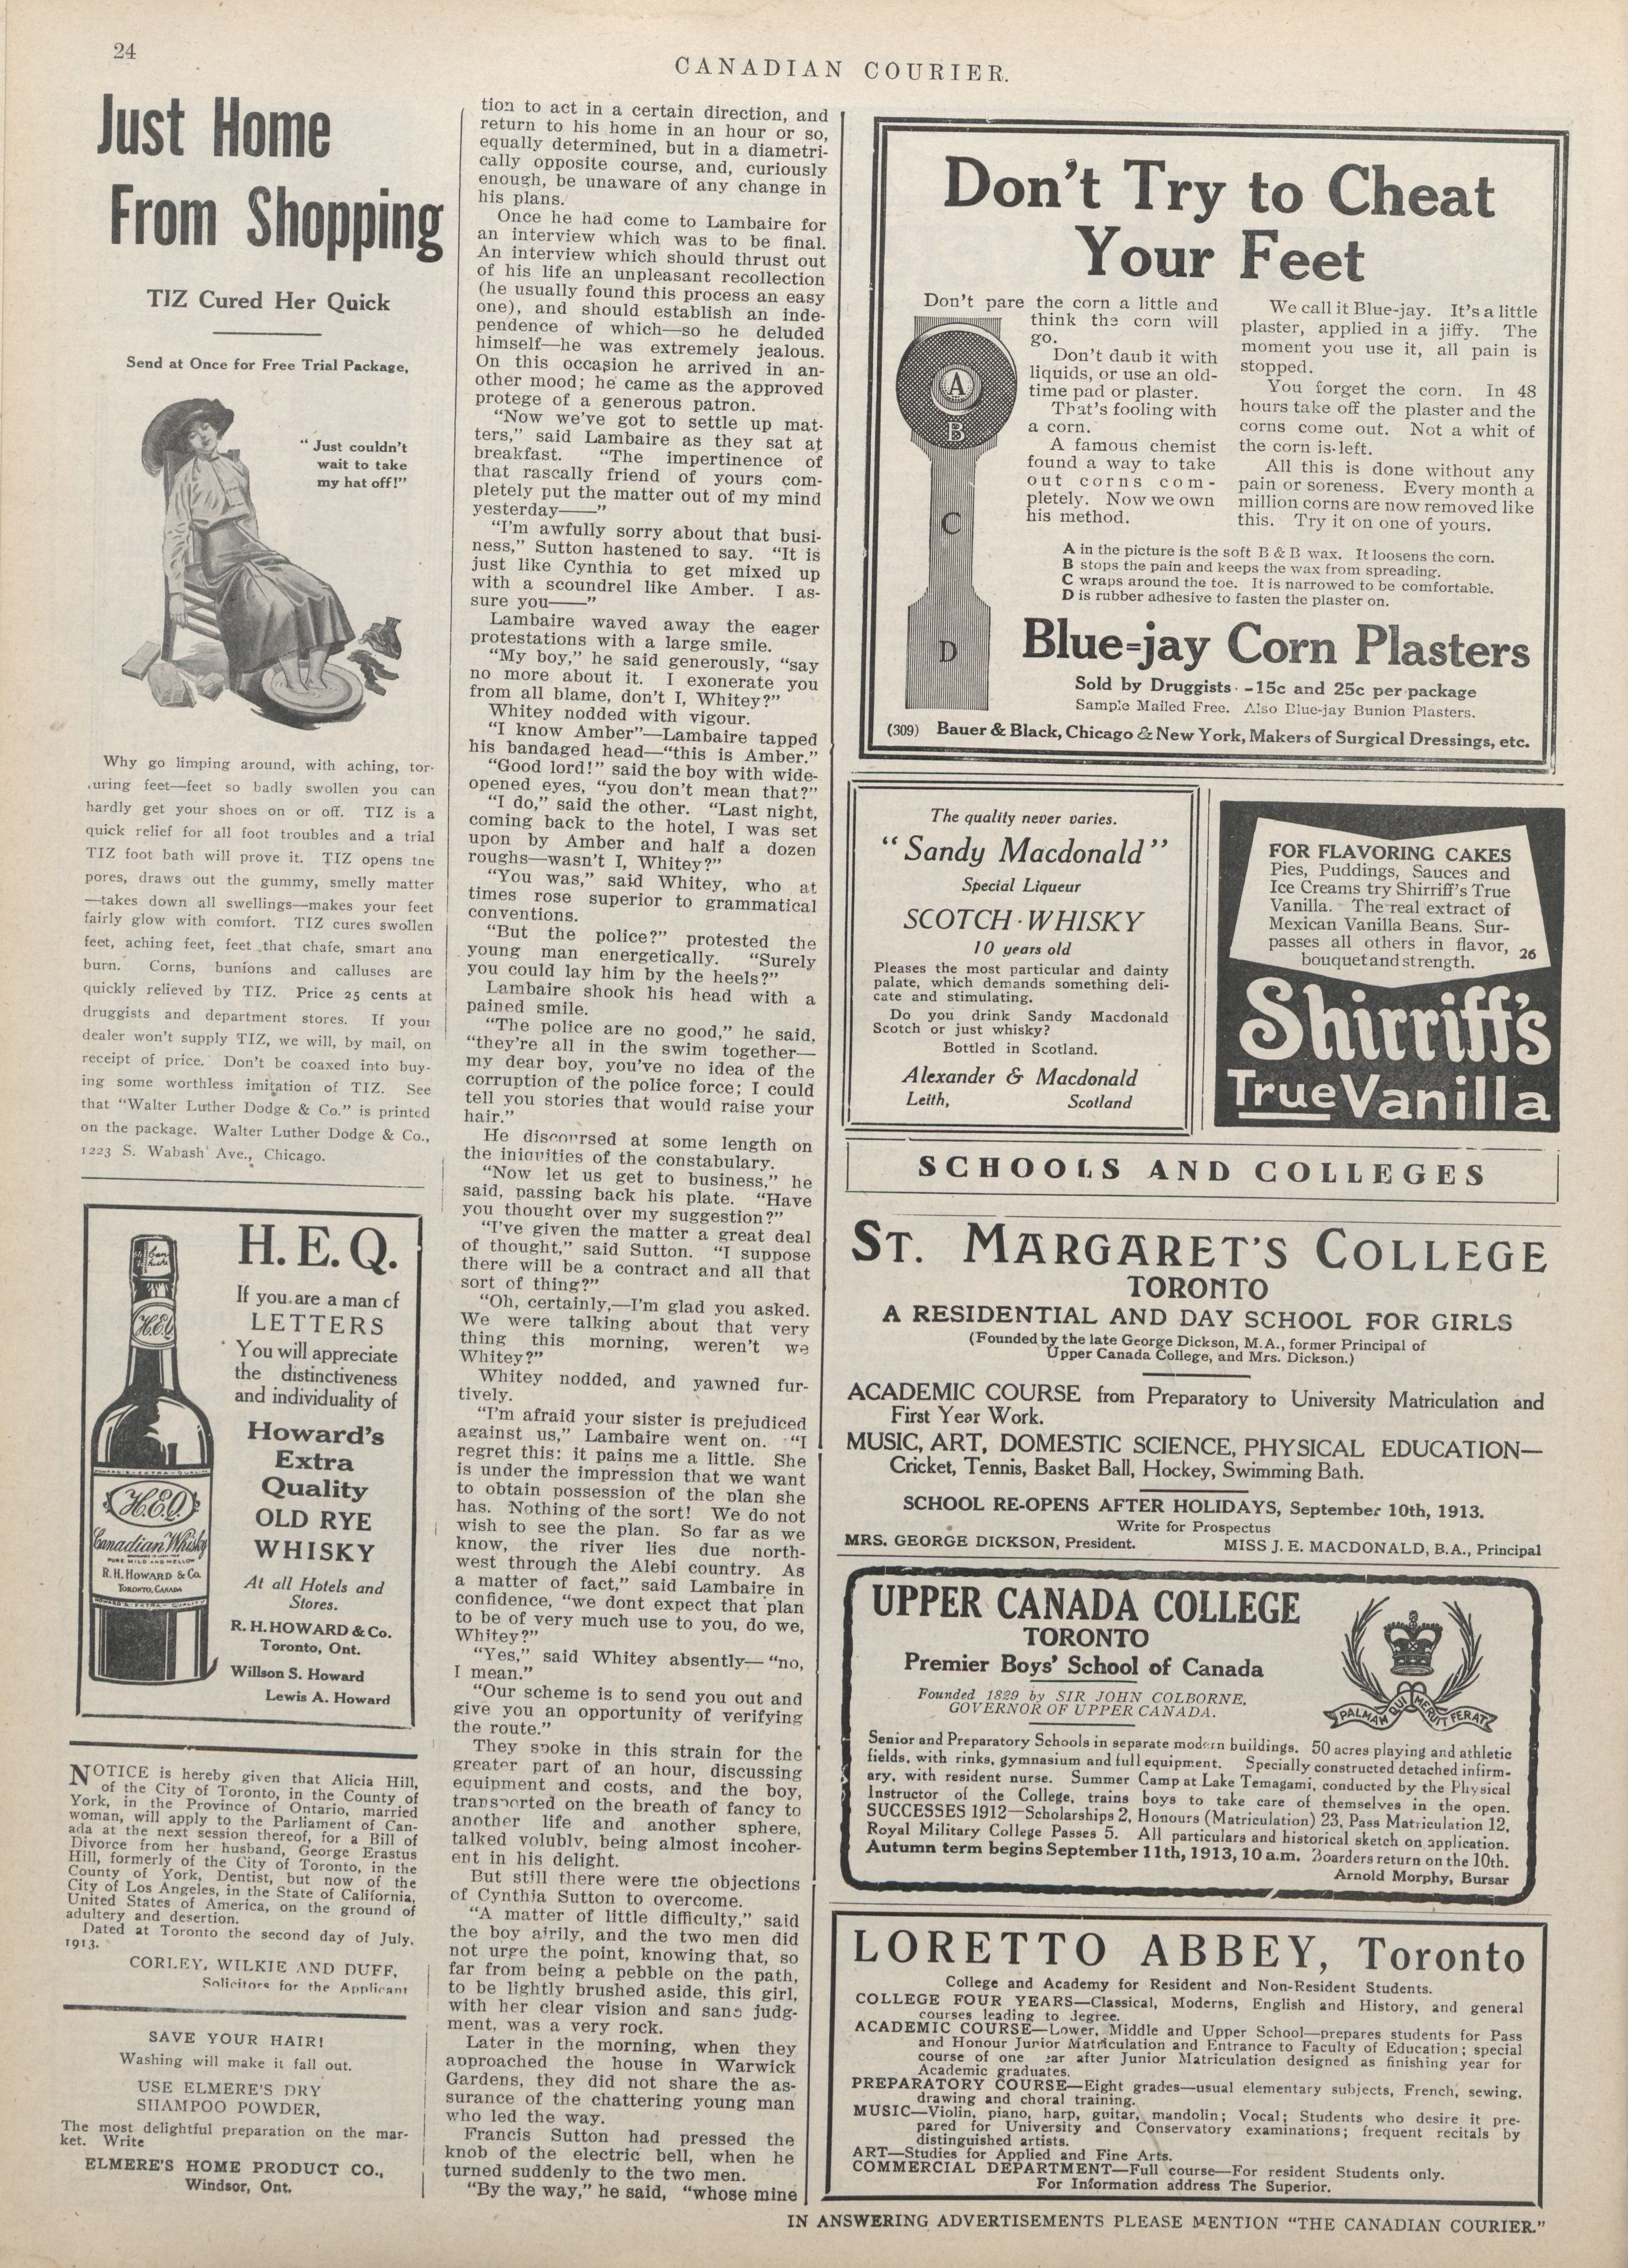 24
CANADIAN COURIER.
Just Home
From Shopping
TIZ Cured Her Quick
Send at Once for Free Trial Package,
" Just couldn't
wait to take
my hat off!"
Why go limping around, with aching, tor-
uring feet—feet so badly swollen you can
hardly get your shoes on or off. TIZ is a
quick relief for all foot troubles and a trial
TIZ foot bath will prove it. TIZ opens tne
pores, draws out the gummy, smelly matter
—takes down all swellings—makes your feet
fairly glow with comfort. TIZ cures swollen
feet, aching feet, feet that chafe, smart and
burn. Corns, bunions and calluses are
quickly relieved by TIZ. Price 25 cents at
druggists and department stores. If your
dealer won't supply TIZ, we will, by mail, on
receipt of price. Don't be coaxed into buy-
ing some worthless imitation of TIZ. See
that "Walter Luther Dodge & Co." is printed
on the package. Walter Luther Dodge & Co.,
1223 S. Wabash Ave., Chicago.
H. E. Q.
If you are a man of
LETTERS
You will appreciate
the distinctiveness
and individuality of
Howard's
Extra
Quality
OLD RYE
WHISKY
At all Hotels and
Stores.
R. H. HOWARD & Co.
Toronto, Ont.
Willson S. Howard
Lewis A. Howard
H.E.Q.
H.E.Q.
Canadian Whisky
PURE MILD AND MELLOW
R.H. HOWARD & Co.
TORONTO, CANADA
NOTICE is hereby given that Alicia Hill,
of the City of Toronto, in the County of
York, in the Province of Ontario, married
woman, will apply to the Parliament of Can-
ada at the next session thereof, for a Bill of
Divorce from her husband, George Erastus
Hill, formerly of the City of Toronto, in the
County of York, Dentist, but now of the
City of Los Angeles, in the State of California,
United States of America, on the ground of
adultery and desertion.
Dated at Toronto the second day of July,
1913.
CORLEY, WILKIE AND DUFF,
Solicitors for the Applicant
SAVE YOUR HAIR!
Washing will make it fall out.
USE ELMERE'S DRY
SHAMPOO POWDER,
The most delightful preparation on the mar-
ket. Write
ELMERE'S HOME PRODUCT CO.,
Windsor, Ont.
tion to act in a certain direction, and
return to his home in an hour or so,
equally determined, but in a diametri-
cally opposite course, and, curiously
enough, be unaware of any change in
his plans.
Once he had come to Lambaire for
an interview which was to be final.
An interview which should thrust out
of his life an unpleasant recollection
(he usually found this process an easy
one), and should establish an inde-
pendence of which—so he deluded
himself—he was extremely jealous.
On this occasion he arrived in an-
other mood; he came as the approved
protege of a generous patron.
"Now we've got to settle up mat-
ters," said Lambaire as they sat at
breakfast. "The impertinence of
that rascally friend of yours com-
pletely put the matter out of my mind
yesterday——"
"I'm awfully sorry about that busi-
ness," Sutton hastened to say. "It is
just like Cynthia to get mixed up
with a scoundrel like Amber. I as-
sure you——"
Lambaire waved away the eager
protestations with a large smile.
"My boy," he said generously, "say
no more about it. I exonerate you
from all blame, don't I, Whitey?"
Whitey nodded with vigour.
"I know Amber"—Lambaire tapped
his bandaged head—"this is Amber."
"Good lord!" said the boy with wide-
opened eyes, "you don't mean that?"
"I do," said the other. "Last night,
coming back to the hotel, I was set
upon by Amber and half a dozen
roughs—wasn't I, Whitey?"
"You was," said Whitey, who at
times rose superior to grammatical
conventions.
"But the police?" protested the
young man energetically. "Surely
you could lay him by the heels?"
Lambaire shook his head with a
pained smile.
"The police are no good," he said,
"they're all in the swim together—
my dear boy, you've no idea of the
corruption of the police force; I could
tell you stories that would raise your
hair."
He discoursed at some length on
the iniquities of the constabulary.
"Now let us get to business," he
said, passing back his plate. "Have
you thought over my suggestion?"
"I've given the matter a great deal
of thought," said Sutton. "I suppose
there will be a contract and all that
sort of thing?"
"Oh, certainly,—I'm glad you asked.
We were talking about that very
thing this morning, weren't we
Whitey?"
Whitey nodded, and yawned fur-
tively.
"I'm afraid your sister is prejudiced
against us," Lambaire went on. "I
regret this: it pains me a little. She
is under the impression that we want
to obtain possession of the plan she
has. Nothing of the sort! We do not
wish to see the plan. So far as we
know, the river lies due north-
west through the Alebi country. As
a matter of fact," said Lambaire in
confidence, "we dont expect that plan
to be of very much use to you, do we,
Whitey?"
"Yes," said Whitey absently—"no,
I mean."
"Our scheme is to send you out and
give you an opportunity of verifying
the route."
They spoke in this strain for the
greater part of an hour, discussing
equipment and costs, and the boy,
transported on the breath of fancy to
another life and another sphere,
talked volubly, being almost incoher-
ent in his delight.
But still there were the objections
of Cynthia Sutton to overcome.
"A matter of little difficulty," said
the boy airily, and the two men did
not urge the point, knowing that, so
far from being a pebble on the path,
to be lightly brushed aside, this girl,
with her clear vision and sane judg-
ment, was a very rock.
Later in the morning, when they
approached the house in Warwick
Gardens, they did not share the as-
surance of the chattering young man
who led the way.
Francis Sutton had pressed the
knob of the electric bell, when he
turned suddenly to the two men.
"By the way," he said, "whose mine
Don't Try to Cheat
Your Feet
Don't pare the corn a little and
think the corn will
go.
Don't daub it with
liquids, or use an old-
time pad or plaster.
That's fooling with
a corn.
A famous chemist
found a way to take
out corns com-
pletely. Now we own
his method.
A
B
C
D
We call it Blue-jay. It's a little
plaster, applied in a jiffy. The
moment you use it, all pain is
stopped.
You forget the corn. In 48
hours take off the plaster and the
corns come out. Not a whit of
the corn is left.
All this is done without any
pain or soreness. Every month a
million corns are now removed like
this. Try it on one of yours.
A in the picture is the soft B & B wax. It loosens the corn.
B stops the pain and keeps the wax from spreading.
C wraps around the toe. It is narrowed to be comfortable.
D is rubber adhesive to fasten the plaster on.
Blue=jay Corn Plasters
Sold by Druggists -15c and 25c per package
Sample Mailed Free. Also Blue-jay Bunion Plasters.
(309) Bauer & Black, Chicago & New York, Makers of Surgical Dressings, etc.
The quality never varies.
"Sandy Macdonald"
Special Liqueur
SCOTCH · WHISKY
10 years old
Pleases the most particular and dainty
palate, which demands something deli-
cate and stimulating.
Do you drink Sandy Macdonald
Scotch or just whisky?
Bottled in Scotland.
Alexander & Macdonald
Leith, Scotland
FOR FLAVORING CAKES
Pies, Puddings, Sauces and
Ice Creams try Shirriff's True
Vanilla. The real extract of
Mexican Vanilla Beans. Sur-
passes all others in flavor,
bouquet and strength. 26
Shirriff's
True Vanilla
SCHOOLS AND COLLEGES
ST. MARGARET'S COLLEGE
TORONTO
A RESIDENTIAL AND DAY SCHOOL FOR GIRLS
(Founded by the late George Dickson, M.A., former Principal of
Upper Canada College, and Mrs. Dickson.)
ACADEMIC COURSE from Preparatory to University Matriculation and
First Year Work.
MUSIC, ART, DOMESTIC SCIENCE, PHYSICAL EDUCATION—
Cricket, Tennis, Basket Ball, Hockey, Swimming Bath.
SCHOOL RE-OPENS AFTER HOLIDAYS, September 10th, 1913.
Write for Prospectus
MRS. GEORGE DICKSON, President. MISS J. E. MACDONALD, B.A., Principal
UPPER CANADA COLLEGE
TORONTO
Premier Boys' School of Canada
Founded 1829 by SIR JOHN COLBORNE,
GOVERNOR OF UPPER CANADA.
PALMAM QUI MERUIT FERAT
Senior and Preparatory Schools in separate modern buildings. 50 acres playing and athletic
fields, with rinks, gymnasium and full equipment. Specially constructed detached infirm-
ary, with resident nurse. Summer Camp at Lake Temagami, conducted by the Physical
Instructor of the College, trains boys to take care of themselves in the open.
SUCCESSES 1912—Scholarships 2, Honours (Matriculation) 23, Pass Matriculation 12,
Royal Military College Passes 5. All particulars and historical sketch on application.
Autumn term begins September 11th, 1913, 10 a.m. Boarders return on the 10th.
Arnold Morphy, Bursar
LORETTO ABBEY, Toronto
College and Academy for Resident and Non-Resident Students.
COLLEGE FOUR YEARS—Classical, Moderns, English and History, and general
courses leading to degree.
ACADEMIC COURSE—Lower, Middle and Upper School—prepares students for Pass
and Honour Junior Matriculation and Entrance to Faculty of Education; special
course of one ear after Junior Matriculation designed as finishing year for
Academic graduates.
PREPARATORY COURSE—Eight grades—usual elementary subjects, French, sewing,
drawing and choral training.
MUSIC—Violin, piano, harp, guitar, mandolin; Vocal; Students who desire it pre-
pared for University and Conservatory examinations; frequent recitals by
distinguished artists.
ART—Studies for Applied and Fine Arts.
COMMERCIAL DEPARTMENT—Full course—For resident Students only.
For Information address The Superior.
IN ANSWERING ADVERTISEMENTS PLEASE MENTION "THE CANADIAN COURIER."